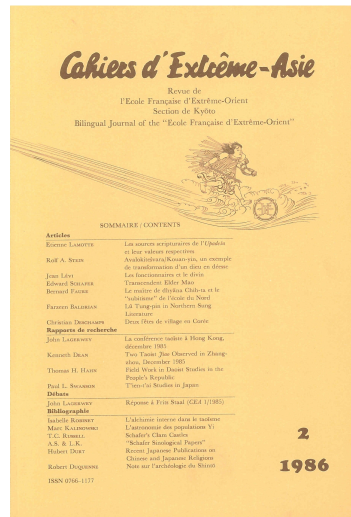 Cahiers d'Extrême-Asie
Revue de
l'Ecole Française d'Extrême-Orient
Section de Kyōto
Bilingual Journal of the "Ecole Française d'Extrême-Orient"
SOMMAIRE / CONTENTS
Articles
Etienne LAMOTTE Les sources scripturaires de l'Upadeśa
et leur valeurs respectives
Rolf A. STEIN Avalokiteśvara/Kouan-yin, un exemple
de transformation d'un dieu en déesse
Jean LÉVI Les fonctionnaires et le divin
Edward SCHAFER Transcendent Elder Mao
Bernard FAURE Le maître de dhyāna Chih-ta et le
"subitisme" de l'école du Nord
Farzeen BALDRIAN Lü Tung-pin in Northern Sung
Literature
Christian DESCHAMPS Deux fêtes de village en Corée
Rapports de recherche
John LAGERWEY La conférence taoïste à Hong Kong,
décembre 1985
Kenneth DEAN Two Taoist Jiao Observed in Zhang-
zhou, December 1985
Thomas H. HAHN Field Work in Daoist Studies in the
People's Republic
Paul L. SWANSON T'ien-t'ai Studies in Japan
Débats
John LAGERWEY Réponse à Frits Staal (CEA 1/1985)
Bibliographie
Isabelle ROBINET L'alchimie interne dans le taoïsme
Marc KALINOWSKI L'astronomie des populations Yi
T.C. RUSSELL Schafer's Clam Castles
A.S. & L.K. "Schafer Sinological Papers"
Hubert DURT Recent Japanese Publications on
Chinese and Japanese Religions
Robert DUQUENNE Note sur l'archéologie du Shintō
ISSN 0766-1177
2
1986